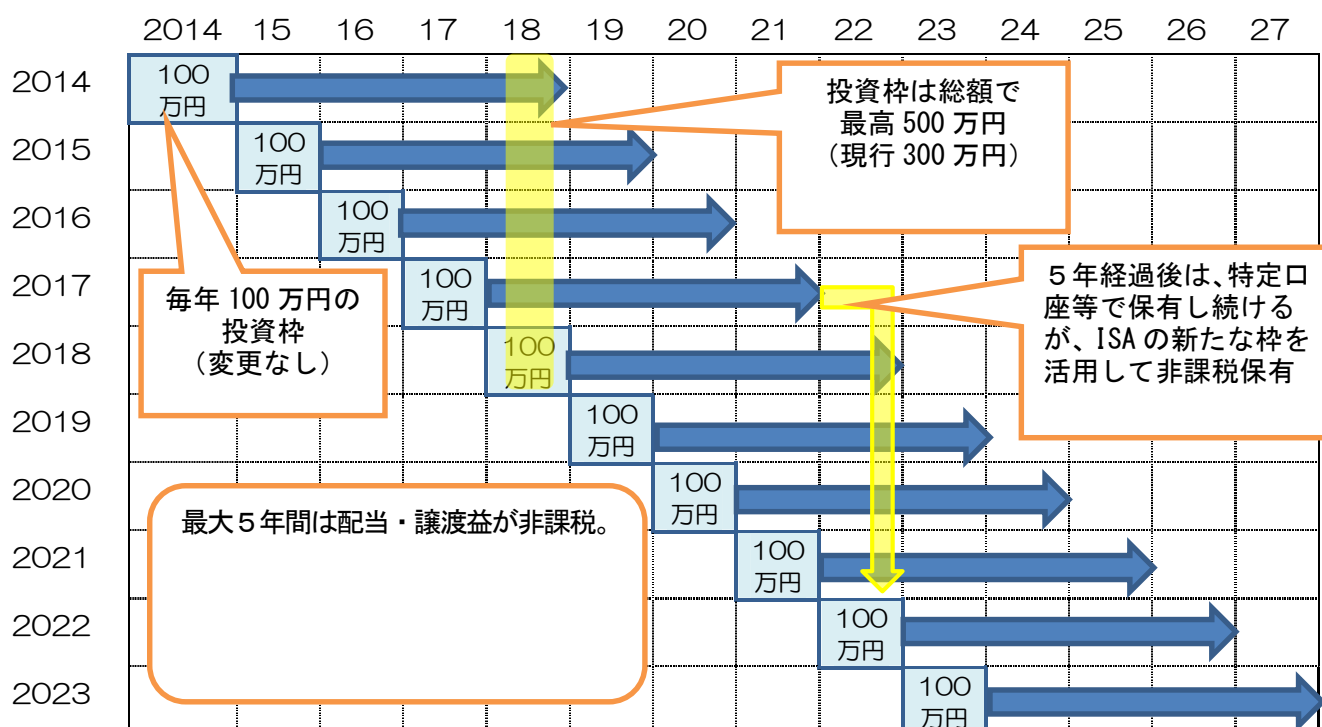 2014 15 16 17 18 19 20 21 22 23 24 25 26 27
2014
100
万円
投資枠は総額で
最高 500 万円
(現行 300 万円)
2015
100
万円
2016
100
万円
2017
100
万円
毎年 100 万円の
投資枠
(変更なし)
5年経過後は、特定口
座等で保有し続ける
が、ISA の新たな枠を
活用して非課税保有
2018
100
万円
2019
100
万円
2020
100
万円
最大5年間は配当・譲渡益が非課税。
2021
100
万円
2022
100
万円
2023
100
万円